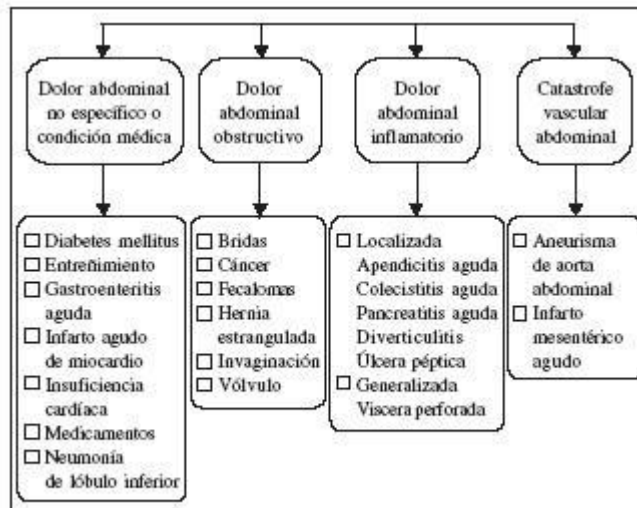 Dolor abdominal
no específico o
condición médica
Dolor
abdominal
obstructivo
Dolor
abdominal
inflamatorio
Catastrofe
vascular
abdominal
Diabetes mellitus
Entreñimiento
Gastroenteritis
aguda
Infarto agudo
de miocardio
Insuficiencia
cardíaca
Medicamentos
Neumonía
de lóbulo inferior
Bridas
Cáncer
Fecalomas
Hernia
estrangulada
Invaginación
Vólvulo
Localizada
Apendicitis aguda
Colecistitis aguda
Pancreatitis aguda
Diverticulitis
Úlcera péptica
Generalizada
Viscera perforada
Aneurisma
de aorta
abdominal
Infarto
mesentérico
agudo